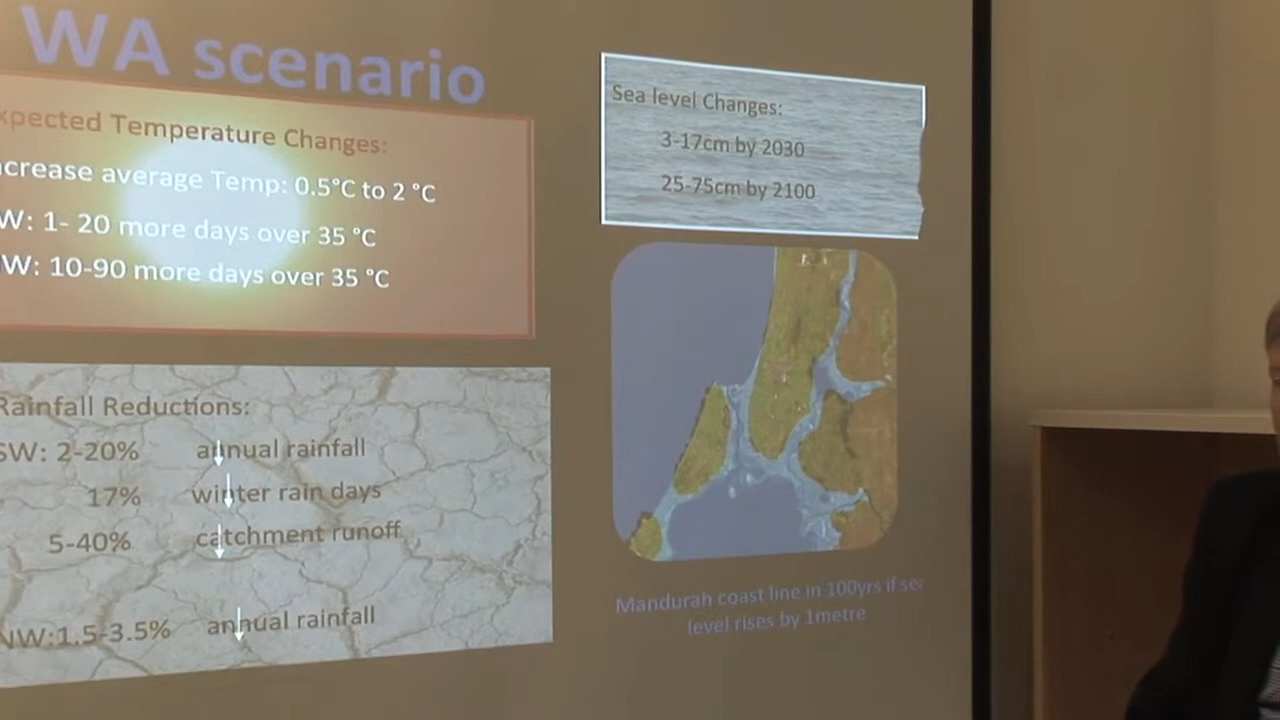 WA scenario
xpected Temperature Changes:
ncrease average Temp: 0.5°C to 2 °C
W: 1- 20 more days over 35 °C
W: 10-90 more days over 35 °C
Rainfall Reductions:
SW: 2-20% annual rainfall
17% winter rain days
5-40% catchment runoff
NW:1.5-3.5% annual rainfall
Sea level Changes:
3-17cm by 2030
25-75cm by 2100
Mandurah coast line in 100yrs if sea
level rises by 1metre